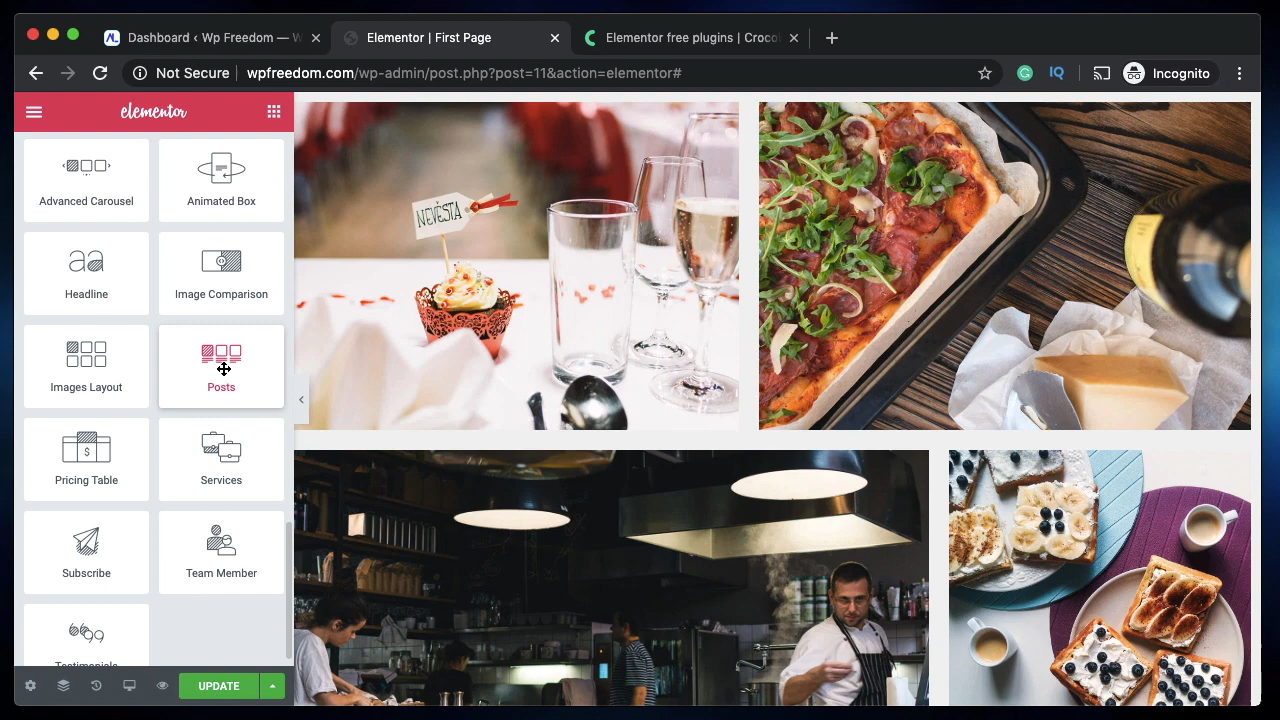 Dashboard ‹ Wp Freedom — W
Elementor | First Page
Elementor free plugins | Croco
Not Secure
wpfreedom.com/wp-admin/post.php?post=11&action=elementor#
IQ
Incognito
elementor
Advanced Carousel
Animated Box
Headline
Image Comparison
Images Layout
Posts
Pricing Table
Services
Subscribe
Team Member
Testimonials
UPDATE
NEVĚSTA